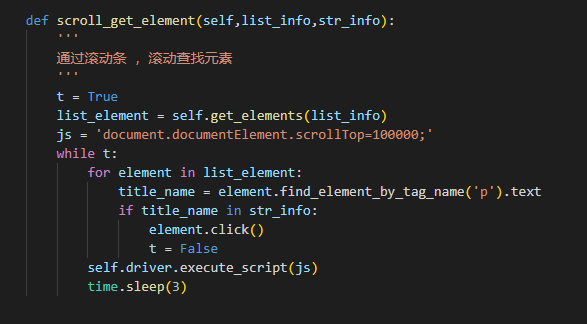 def scroll_get_element(self,list_info,str_info):
'''
通过滚动条 , 滚动查找元素
'''
t = True
list_element = self.get_elements(list_info)
js = 'document.documentElement.scrollTop=100000;'
while t:
for element in list_element:
title_name = element.find_element_by_tag_name('p').text
if title_name in str_info:
element.click()
t = False
self.driver.execute_script(js)
time.sleep(3)